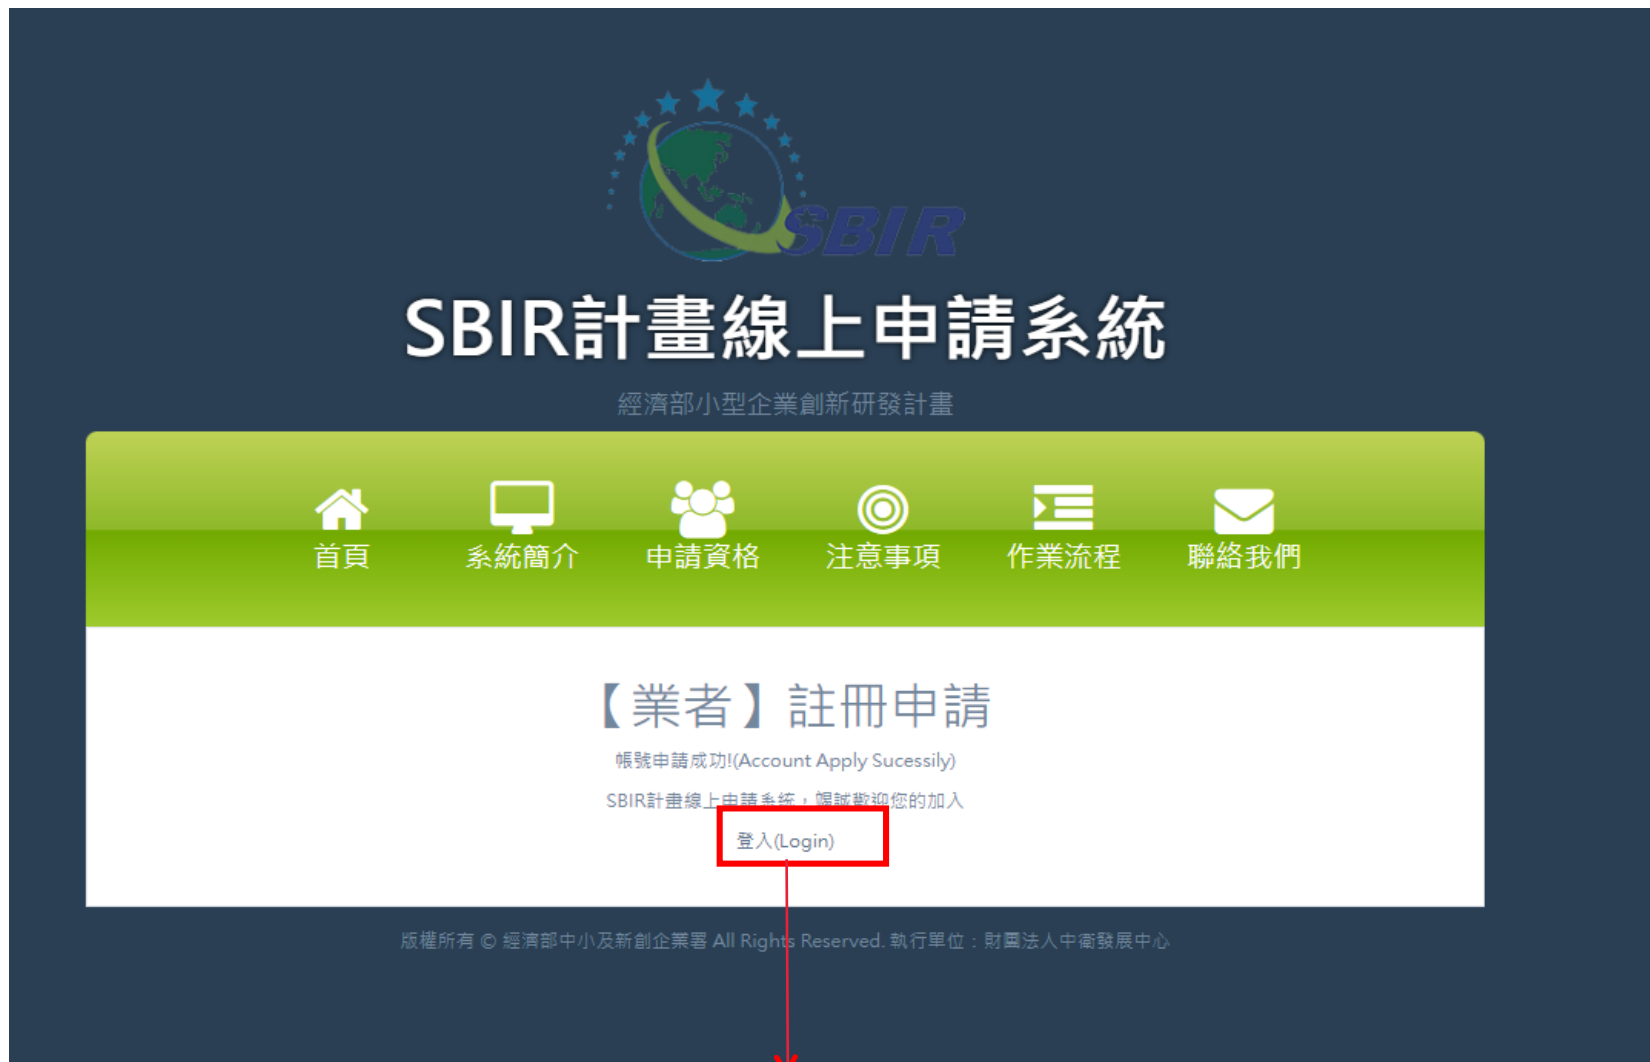 SBIR
SBIR計畫線上申請系統
經濟部小型企業創新研發計畫
首頁
系統簡介
申請資格
注意事項
作業流程
聯絡我們
【業者】註冊申請
帳號申請成功!(Account Apply Sucessily)
SBIR計畫線上申請系統，竭誠歡迎您的加入
登入(Login)
版權所有 © 經濟部中小及新創企業署 All Rights Reserved. 執行單位：財團法人中衛發展中心